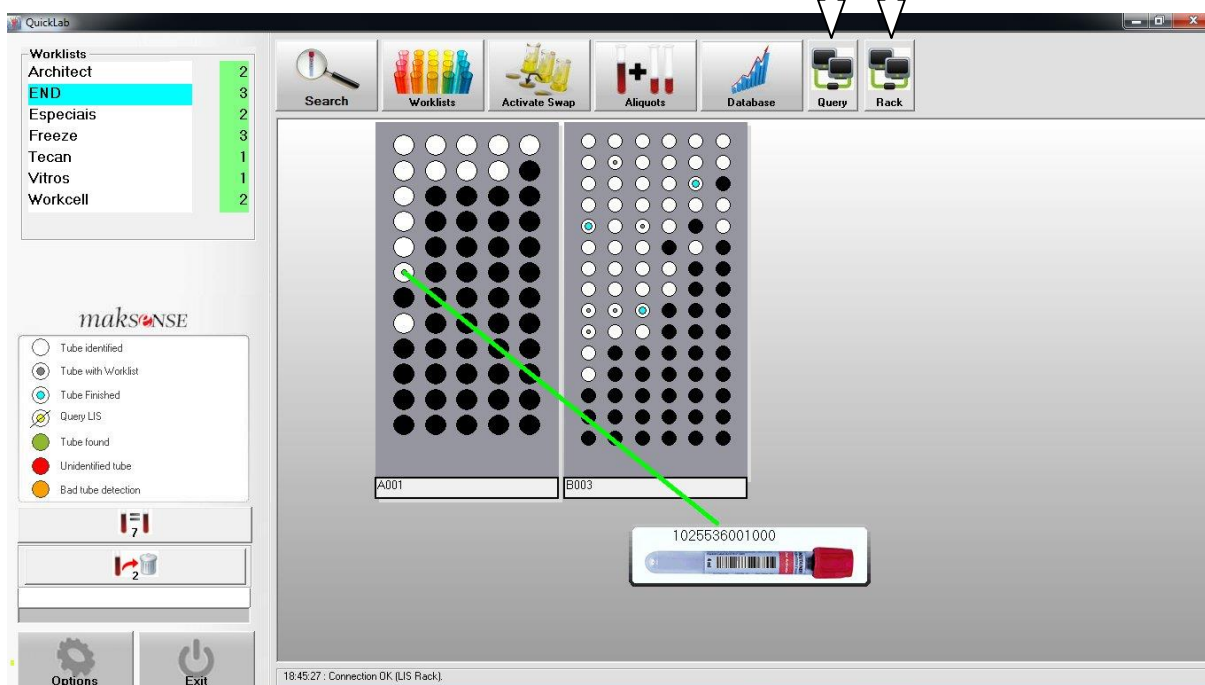 QuickLab
Worklists
Architect 2
END 3
Especiais 2
Freeze 3
Tecan 1
Vitros 1
Workcell 2
Search
Worklists
Activate Swap
Aliquots
Database
Query
Rack
maksense
Tube identified
Tube with Worklist
Tube Finished
Query LIS
Tube found
Unidentified tube
Bad tube detection
7
2
Options
Exit
A001
B003
1025536001000
4 ml
18:45:27 : Connection OK (LIS Rack).